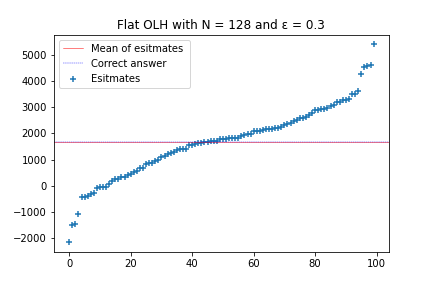 Flat OLH with N = 128 and ε = 0.3
Mean of esitmates
Correct answer
Esitmates
5000
4000
3000
2000
1000
0
−1000
−2000
0 20 40 60 80 100